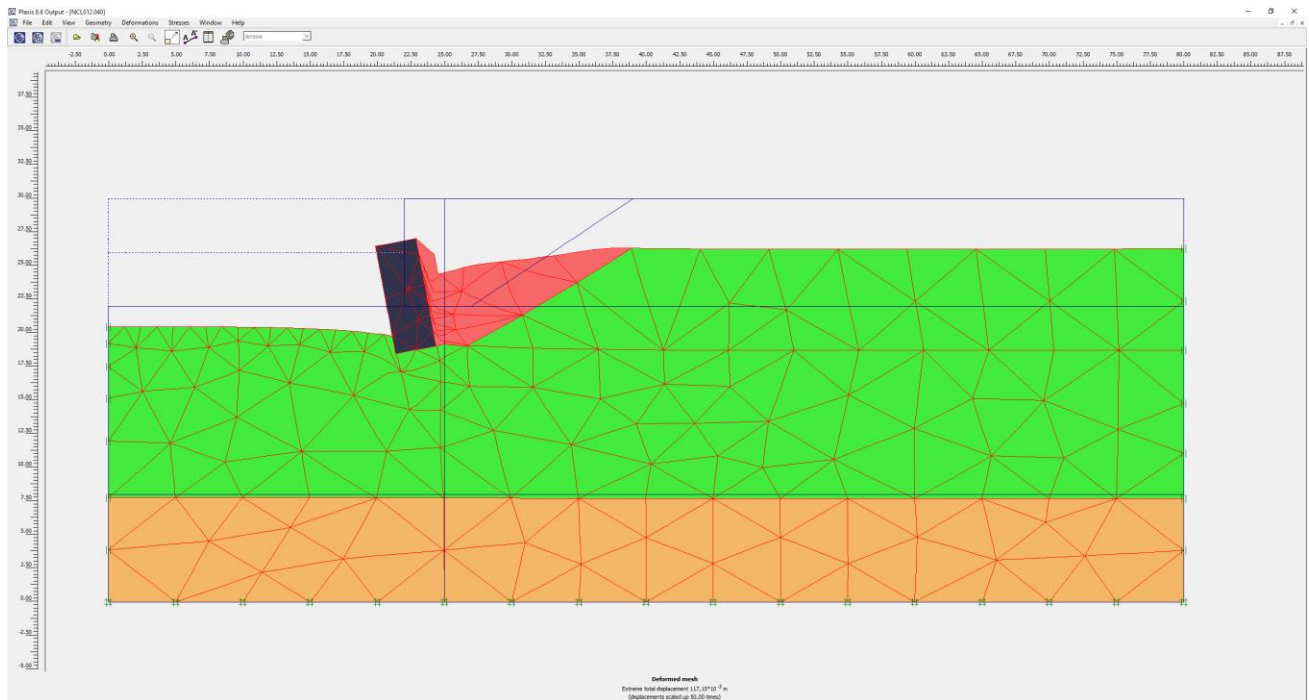 Plaxis 8.6 Output - [NCL012.040]
File Edit View Geometry Deformations Stresses Window Help
Arrows
-2.50 0.00 2.50 5.00 7.50 10.00 12.50 15.00 17.50 20.00 22.50 25.00 27.50 30.00 32.50 35.00 37.50 40.00 42.50 45.00 47.50 50.00 52.50 55.00 57.50 60.00 62.50 65.00 67.50 70.00 72.50 75.00 77.50 80.00 82.50 85.00 87.50
37.50
35.00
32.50
30.00
27.50
25.00
22.50
20.00
17.50
15.00
12.50
10.00
7.50
5.00
2.50
0.00
-2.50
-5.00
Deformed mesh
Extreme total displacement 117,15*10⁻³ m
(displacements scaled up 50,00 times)